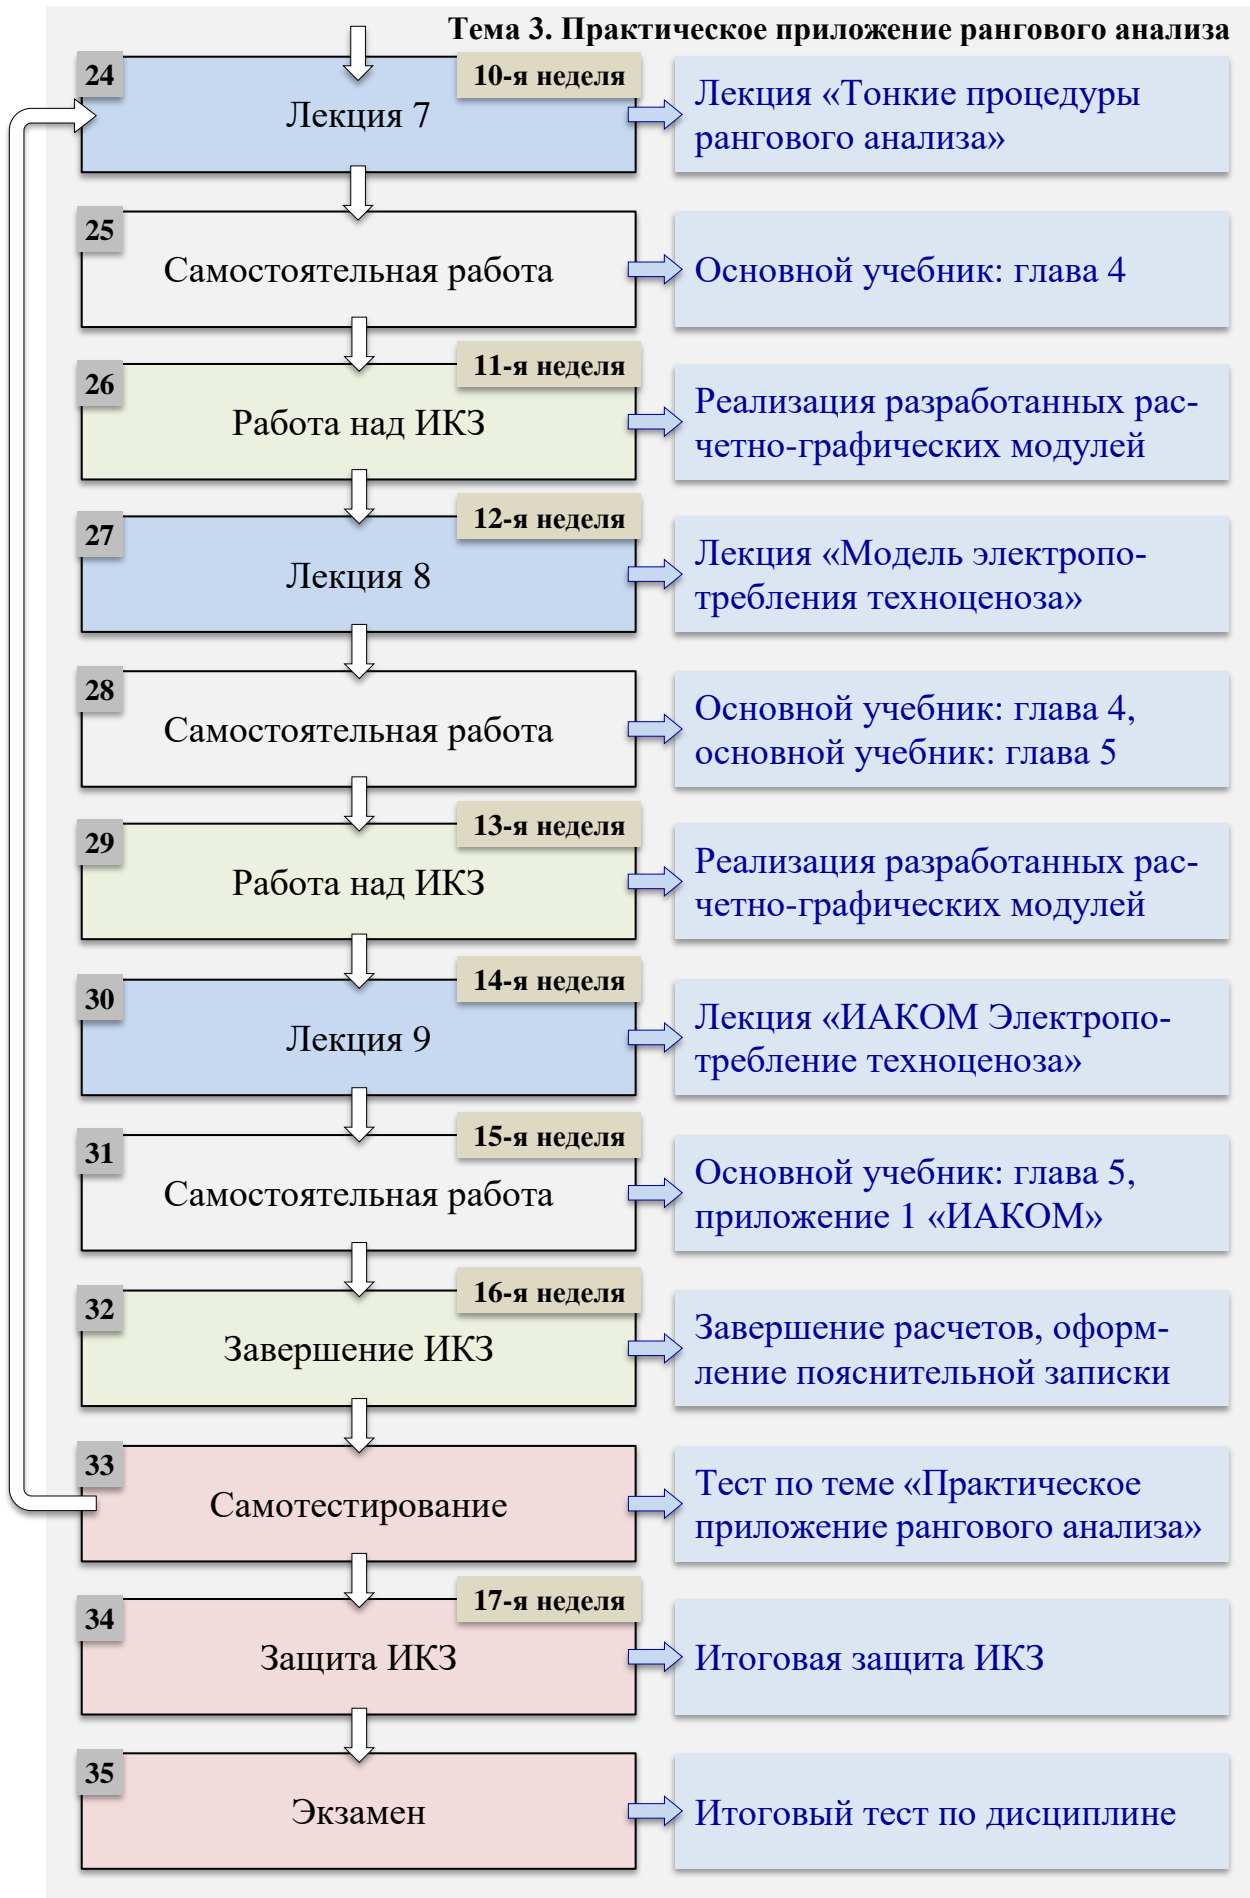 Тема 3. Практическое приложение рангового анализа
24
10-я неделя
Лекция 7
Лекция «Тонкие процедуры
рангового анализа»
25
Самостоятельная работа
Основной учебник: глава 4
26
11-я неделя
Работа над ИКЗ
Реализация разработанных рас-
четно-графических модулей
27
12-я неделя
Лекция 8
Лекция «Модель электропо-
требления техноценоза»
28
Самостоятельная работа
Основной учебник: глава 4,
основной учебник: глава 5
29
13-я неделя
Работа над ИКЗ
Реализация разработанных рас-
четно-графических модулей
30
14-я неделя
Лекция 9
Лекция «ИАКОМ Электропо-
требление техноценоза»
31
15-я неделя
Самостоятельная работа
Основной учебник: глава 5,
приложение 1 «ИАКОМ»
32
16-я неделя
Завершение ИКЗ
Завершение расчетов, оформ-
ление пояснительной записки
33
Самотестирование
Тест по теме «Практическое
приложение рангового анализа»
34
17-я неделя
Защита ИКЗ
Итоговая защита ИКЗ
35
Экзамен
Итоговый тест по дисциплине